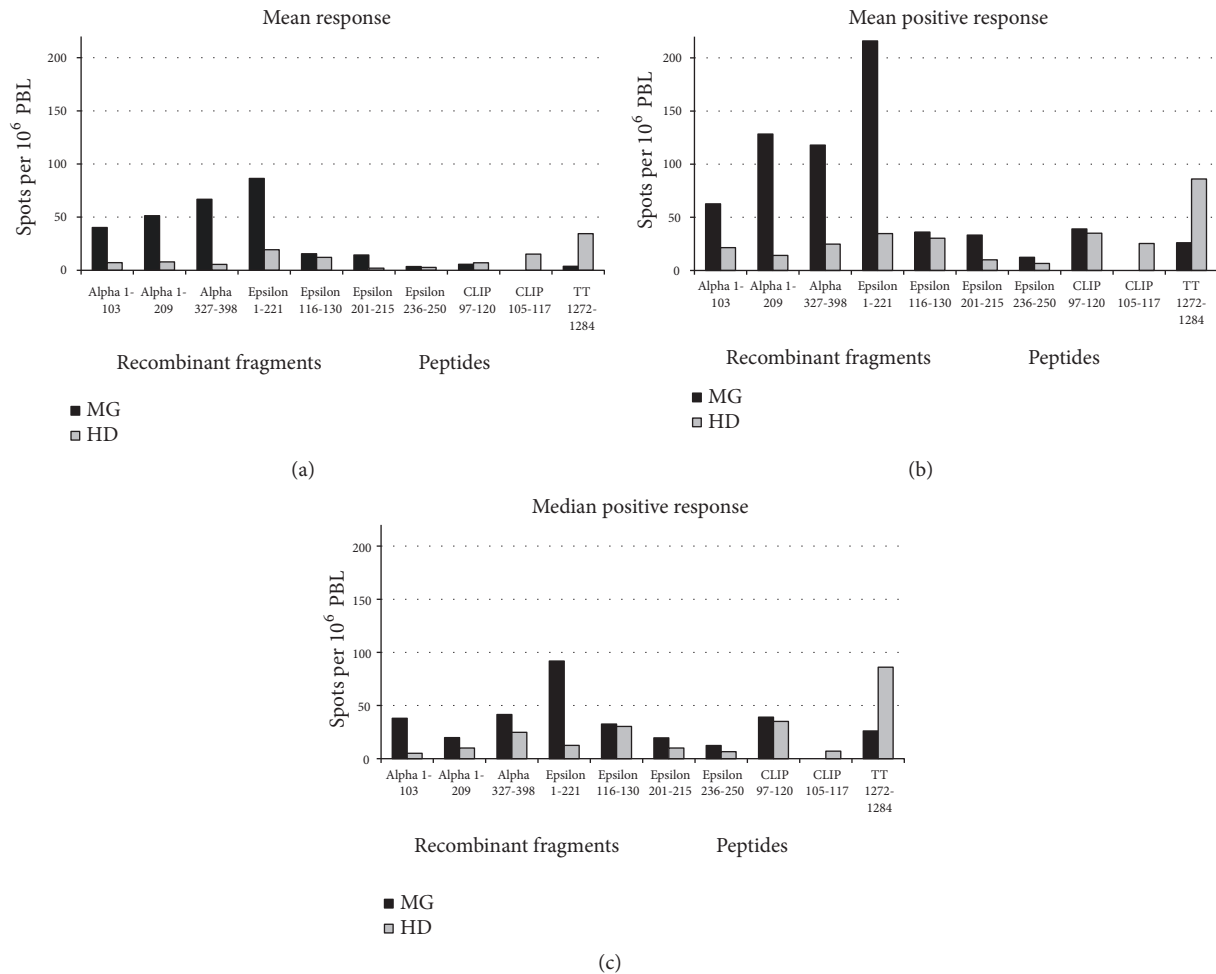 Mean response
Spots per 10^6 PBL
200
150
100
50
0
Alpha 1-
103
Alpha 1-
209
Alpha
327-398
Epsilon
1-221
Epsilon
116-130
Epsilon
201-215
Epsilon
236-250
CLIP
97-120
CLIP
105-117
TT
1272-
1284
Recombinant fragments
Peptides
MG
HD
(a)
Mean positive response
Spots per 10^6 PBL
200
150
100
50
0
Alpha 1-
103
Alpha 1-
209
Alpha
327-398
Epsilon
1-221
Epsilon
116-130
Epsilon
201-215
Epsilon
236-250
CLIP
97-120
CLIP
105-117
TT
1272-
1284
Recombinant fragments
Peptides
MG
HD
(b)
Median positive response
Spots per 10^6 PBL
200
150
100
50
0
Alpha 1-
103
Alpha 1-
209
Alpha
327-398
Epsilon
1-221
Epsilon
116-130
Epsilon
201-215
Epsilon
236-250
CLIP
97-120
CLIP
105-117
TT
1272-
1284
Recombinant fragments
Peptides
MG
HD
(c)